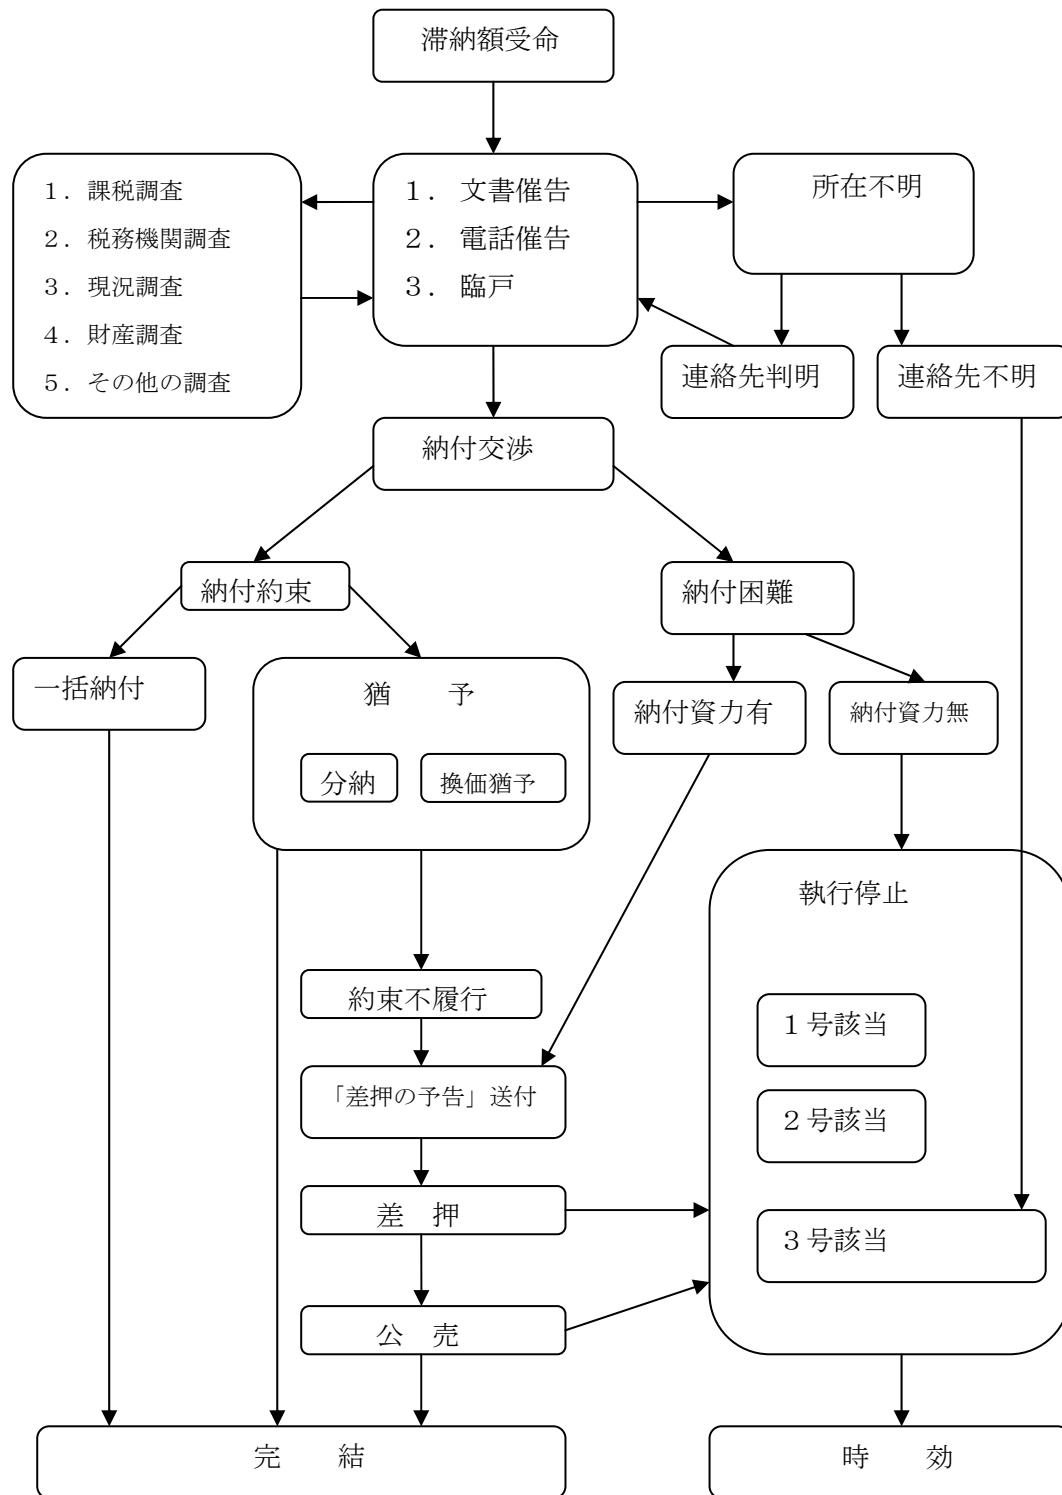 滞納額受命
1．課税調査
2．税務機関調査
3．現況調査
4．財産調査
5．その他の調査
1．文書催告
2．電話催告
3．臨戸
所在不明
連絡先判明
連絡先不明
納付交渉
納付約束
納付困難
一括納付
猶　　予
分納
換価猶予
納付資力有
納付資力無
執行停止
約束不履行
１号該当
「差押の予告」送付
２号該当
差　押
３号該当
公　売
完　　結
時　　効